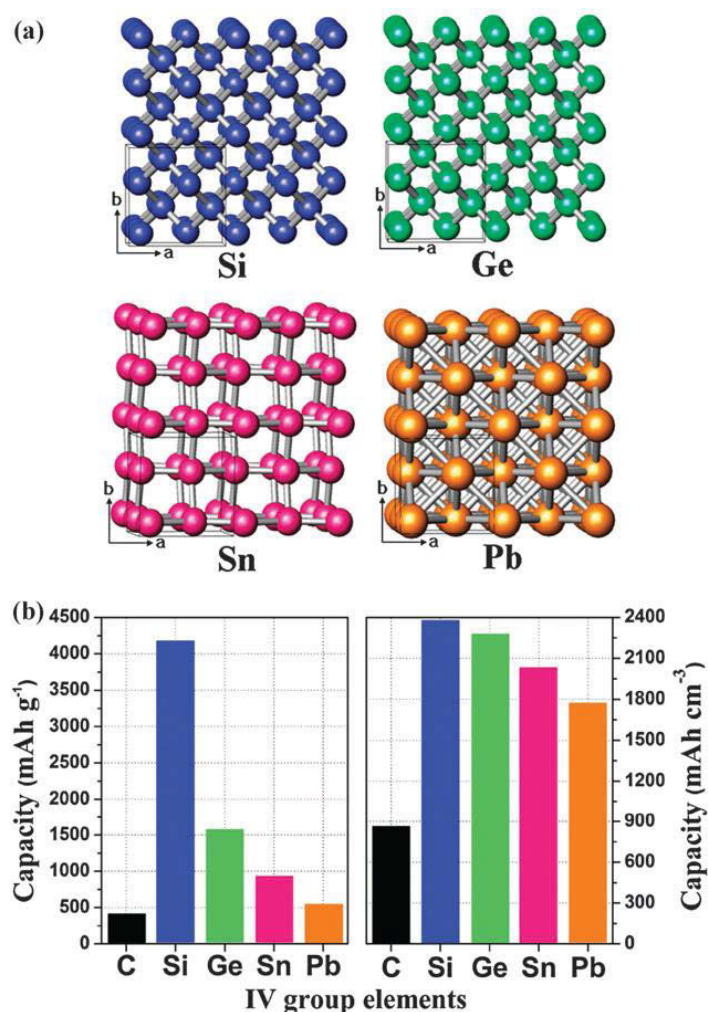 (a)
b
a
Si
b
a
Ge
b
a
Sn
b
a
Pb
(b)
4500
4000
3500
3000
2500
2000
1500
1000
500
0
Capacity (mAh g-1)
C Si Ge Sn Pb
2400
2100
1800
1500
1200
900
600
300
0
Capacity (mAh cm-3)
C Si Ge Sn Pb
IV group elements